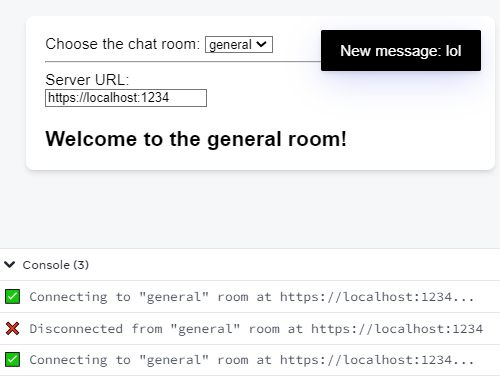 Choose the chat room: general
New message: lol
Server URL:
https://localhost:1234
Welcome to the general room!
Console (3)
✅ Connecting to "general" room at https://localhost:1234...
❌ Disconnected from "general" room at https://localhost:1234
✅ Connecting to "general" room at https://localhost:1234...